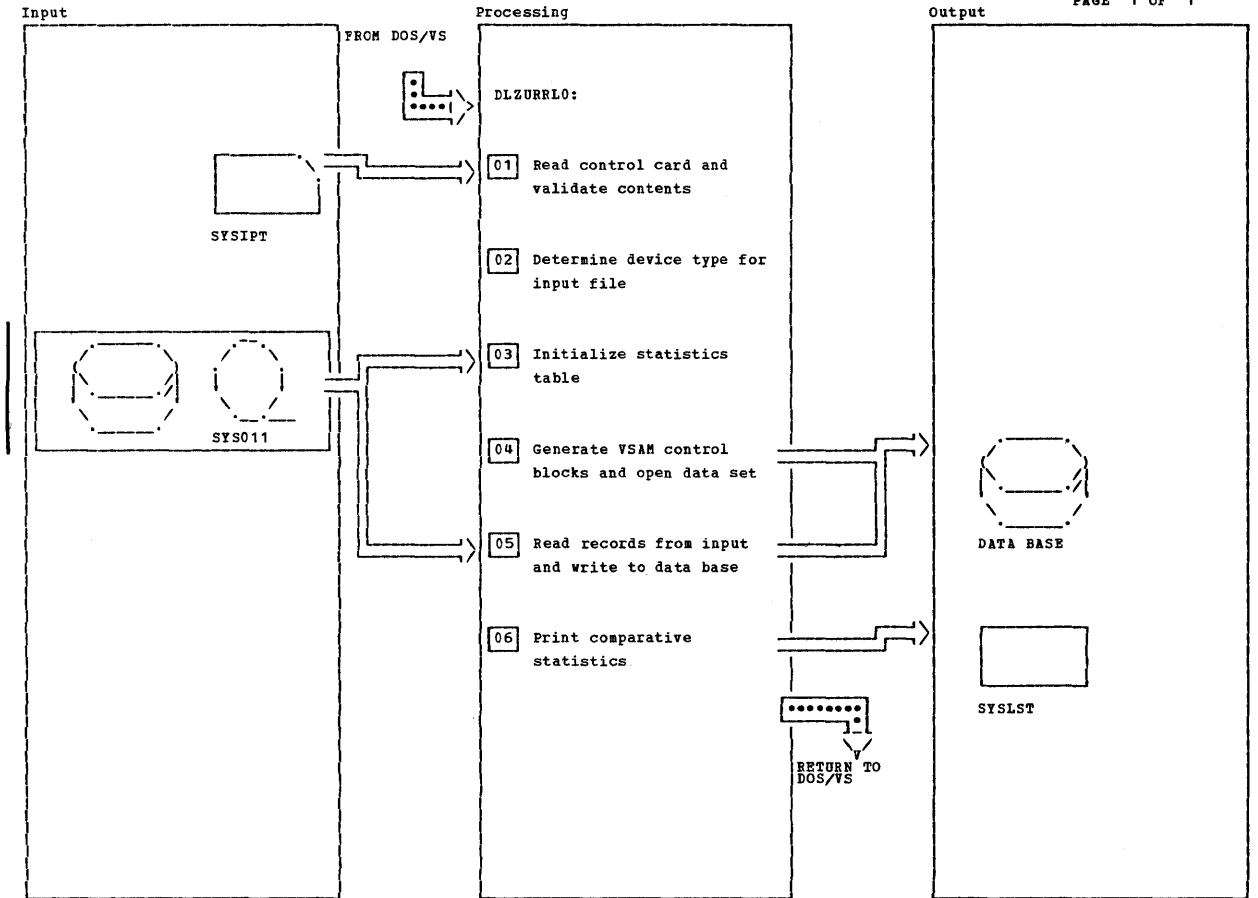 PAGE 1 OF 1
Input
Processing
Output
FROM DOS/VS
DLZURRL0:
01 Read control card and
validate contents
SYSIPT
02 Determine device type for
input file
03 Initialize statistics
table
SYS011
04 Generate VSAM control
blocks and open data set
05 Read records from input
and write to data base
DATA BASE
06 Print comparative
statistics
SYSLST
RETURN TO
DOS/VS